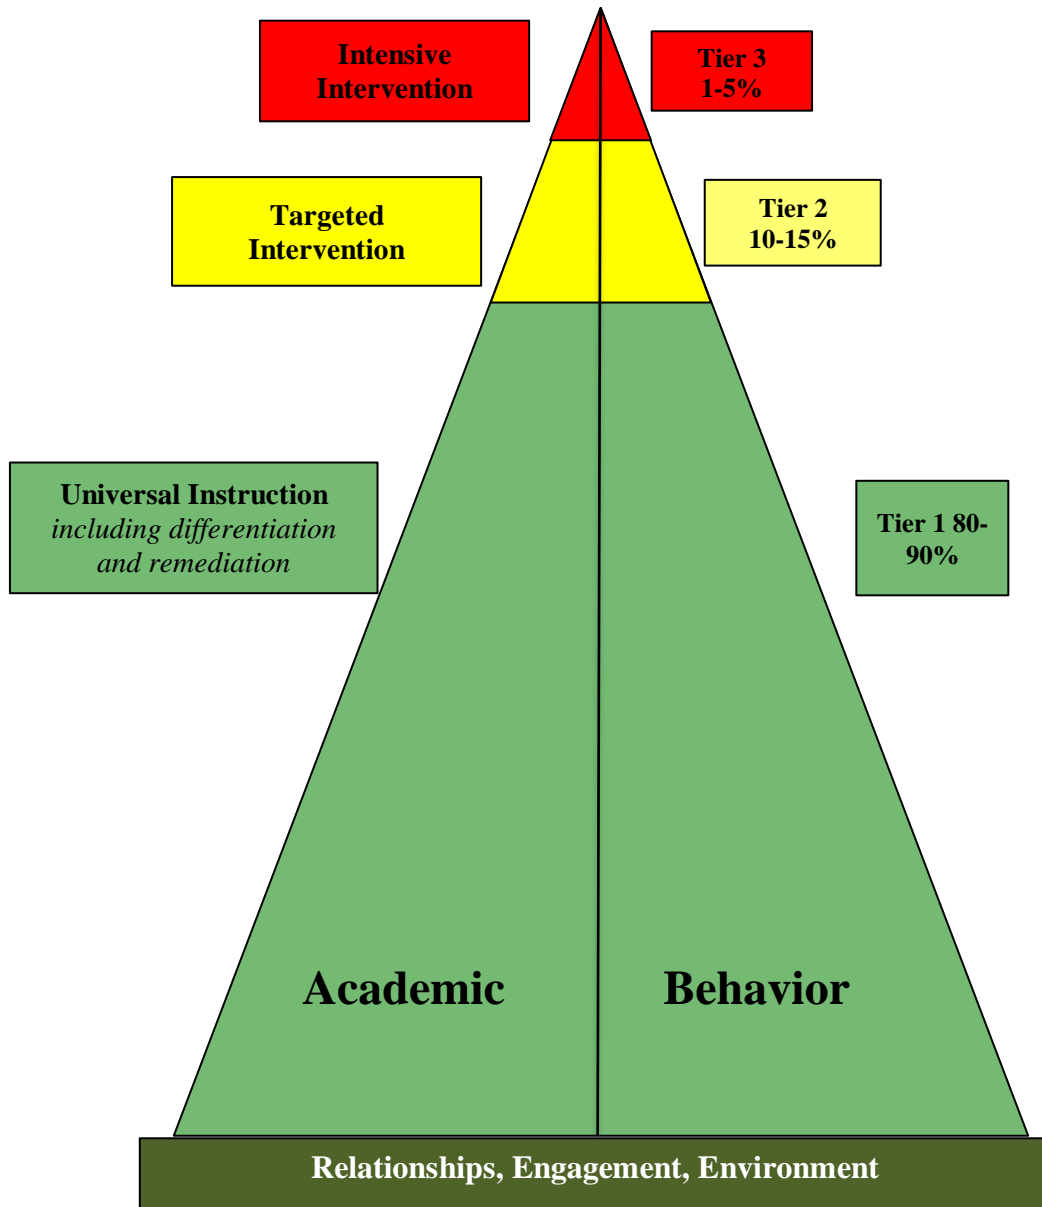 Intensive
Intervention
Tier 3
1-5%
Targeted
Intervention
Tier 2
10-15%
Universal Instruction
including differentiation
and remediation
Tier 1 80-
90%
Academic
Behavior
Relationships, Engagement, Environment